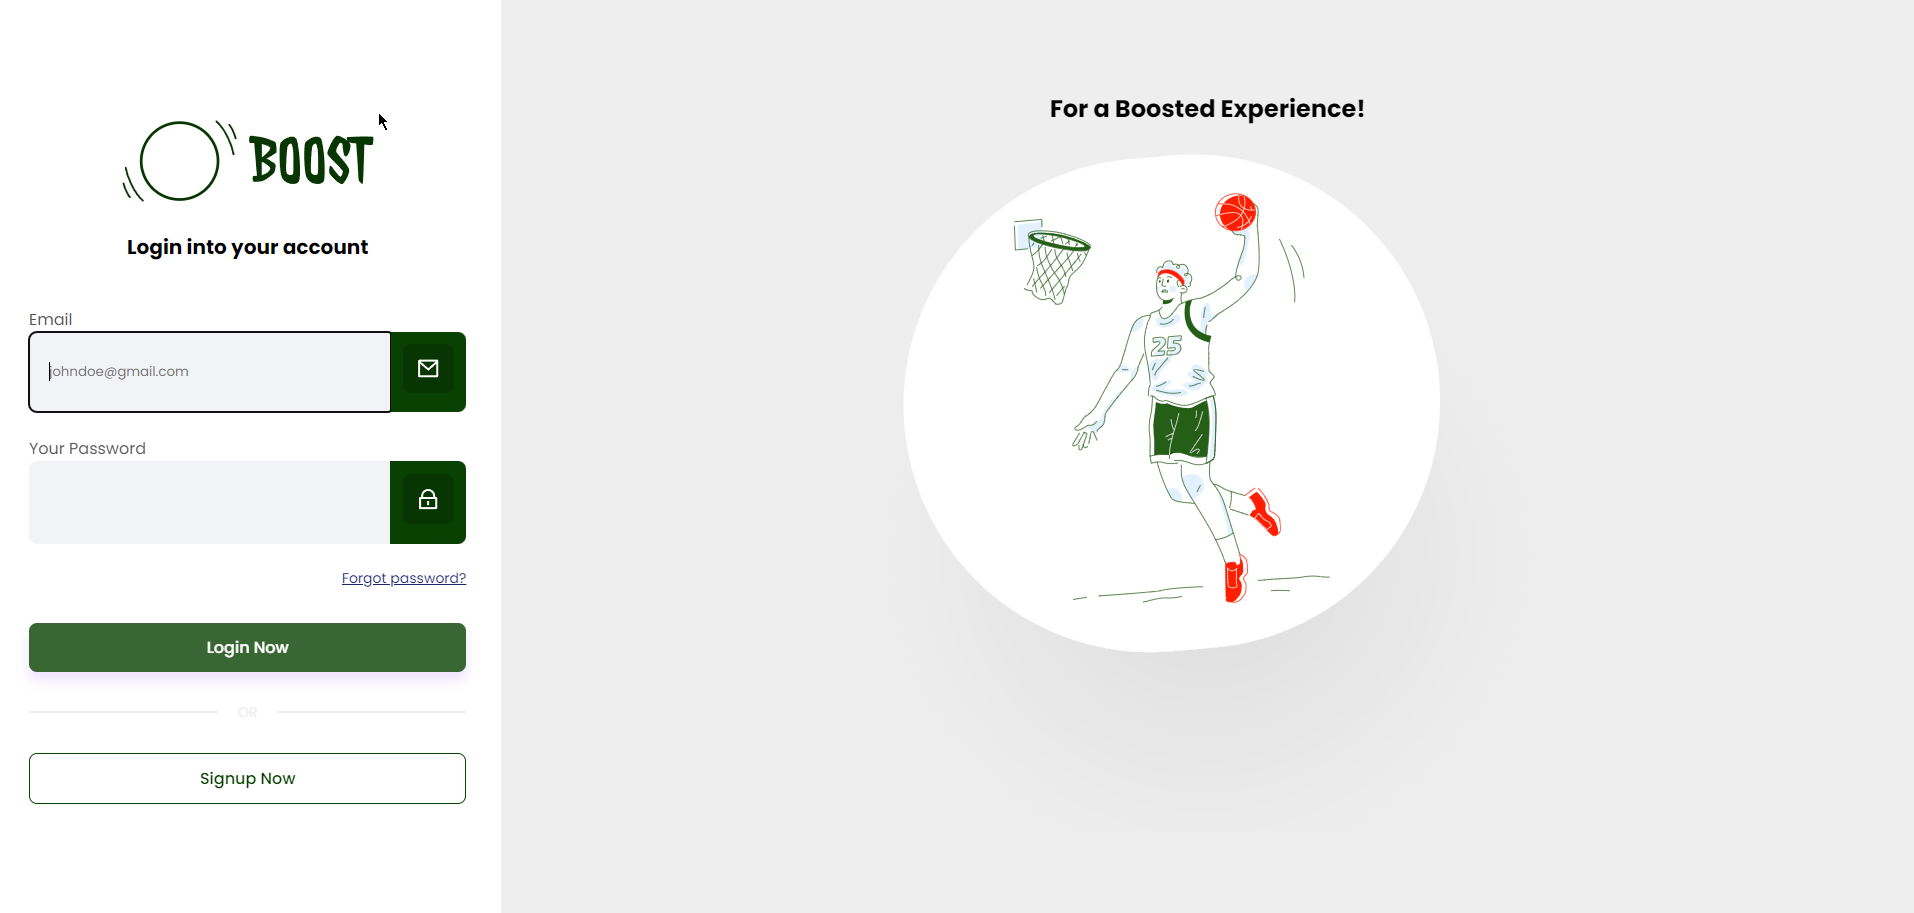 BOOST
Login into your account
Email
johndoe@gmail.com
Your Password
Forgot password?
Login Now
OR
Signup Now
For a Boosted Experience!
25